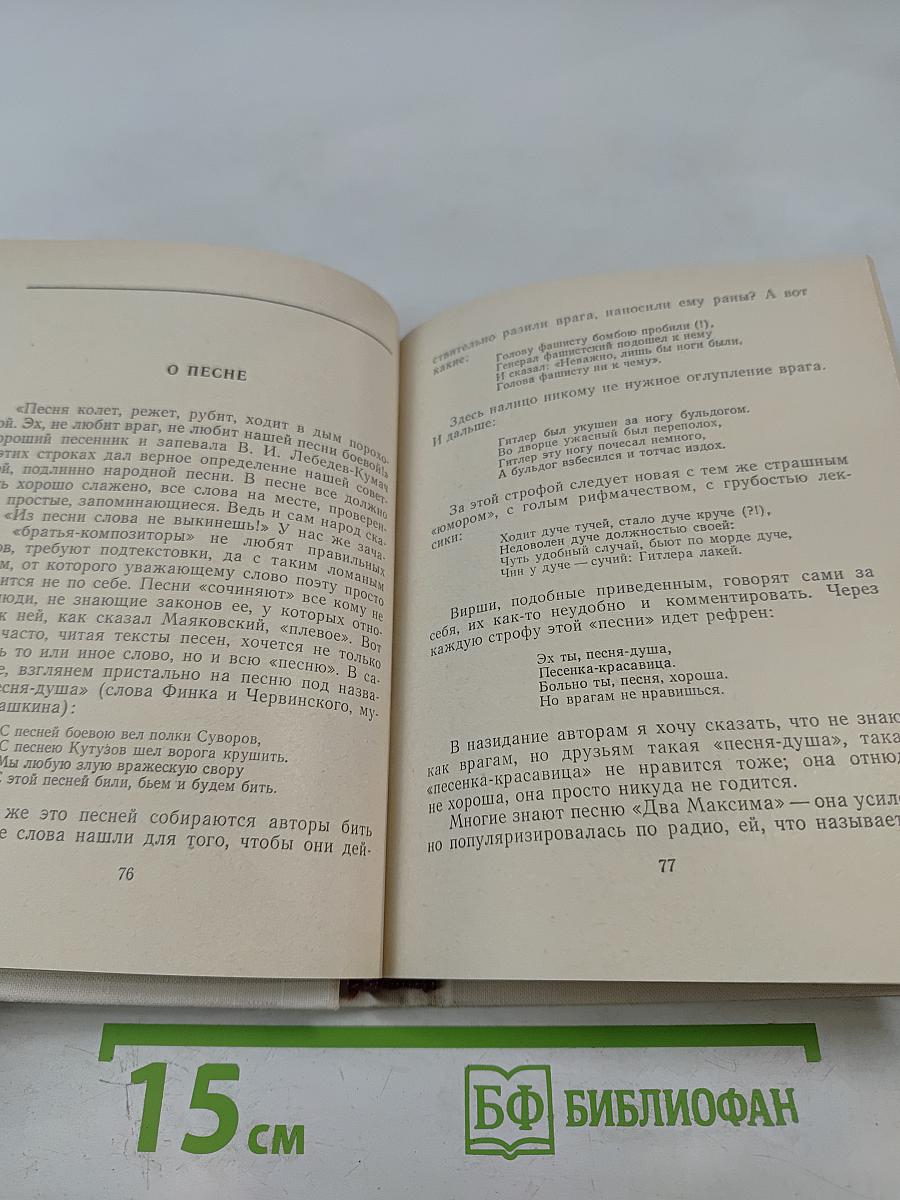 О ПЕСНЕ
«Песня колет, режет, рубит, ходит в дым порохо-
ой. Эх, не любит враг, не любит нашей песни боевой!»
ороший песенник и запевала В. И. Лебедев-Кумач
этих строках дал верное определение нашей совет-
ой, подлинно народной песни. В песне все должно
ь хорошо слажено, все слова на месте, проверен-
простые, запоминающиеся. Ведь и сам народ ска-
«Из песни слова не выкинешь!» У нас же зача-
«братья-композиторы» не любят правильных
ов, требуют подтекстовки, да с таким ломаным
м, от которого уважающему слово поэту просто
ится не по себе. Песни «сочиняют» все кому не
юди, не знающие законов ее, у которых отно-
к ней, как сказал Маяковский, «плевое». Вот
часто, читая тексты песен, хочется не только
ь то или иное слово, но и всю «песню». В са-
е, взглянем пристально на песню под назва-
есня-душа» (слова Финка и Червинского, му-
ашкина):
С песней боевою вел полки Суворов,
С песнею Кутузов шел ворога крушить.
Мы любую злую вражескую свору
С этой песней били, бьем и будем бить.
же это песней собираются авторы бить
е слова нашли для того, чтобы они дей-
76
ствительно разили врага, наносили ему раны? А вот
какие:
Голову фашисту бомбою пробили (!),
Генерал фашистский подошел к нему
И сказал: «Неважно, лишь бы ноги были,
Голова фашисту ни к чему».
Здесь налицо никому не нужное оглупление врага.
И дальше:
Гитлер был укушен за ногу бульдогом.
Во дворце ужасный был переполох,
Гитлер эту ногу почесал немного,
А бульдог взбесился и тотчас издох.
За этой строфой следует новая с тем же страшным
«юмором», с голым рифмачеством, с грубостью лек-
сики:
Ходит дуче тучей, стало дуче круче (?!),
Недоволен дуче должностью своей:
Чуть удобный случай, бьют по морде дуче,
Чин у дуче — сучий: Гитлера лакей.
Вирши, подобные приведенным, говорят сами за
себя, их как-то неудобно и комментировать. Через
каждую строфу этой «песни» идет рефрен:
Эх ты, песня-душа,
Песенка-красавица.
Больно ты, песня, хороша.
Но врагам не нравишься.
В назидание авторам я хочу сказать, что не знаю
как врагам, но друзьям такая «песня-душа», така
«песенка-красавица» не нравится тоже; она отнюд
не хороша, она просто никуда не годится.
Многие знают песню «Два Максима» — она усиле
но популяризировалась по радио, ей, что называет
77
15 см
БФ БИБЛИОФАН